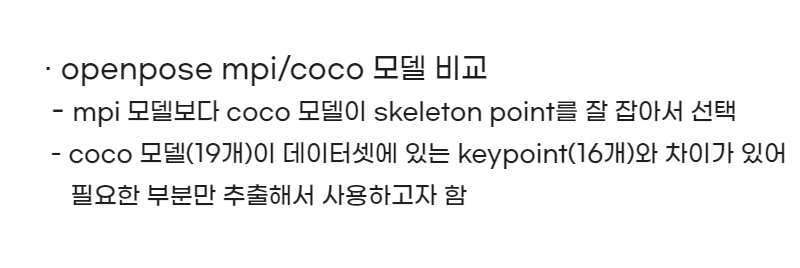 · openpose mpi/coco 모델 비교
- mpi 모델보다 coco 모델이 skeleton point를 잘 잡아서 선택
- coco 모델(19개)이 데이터셋에 있는 keypoint(16개)와 차이가 있어
필요한 부분만 추출해서 사용하고자 함